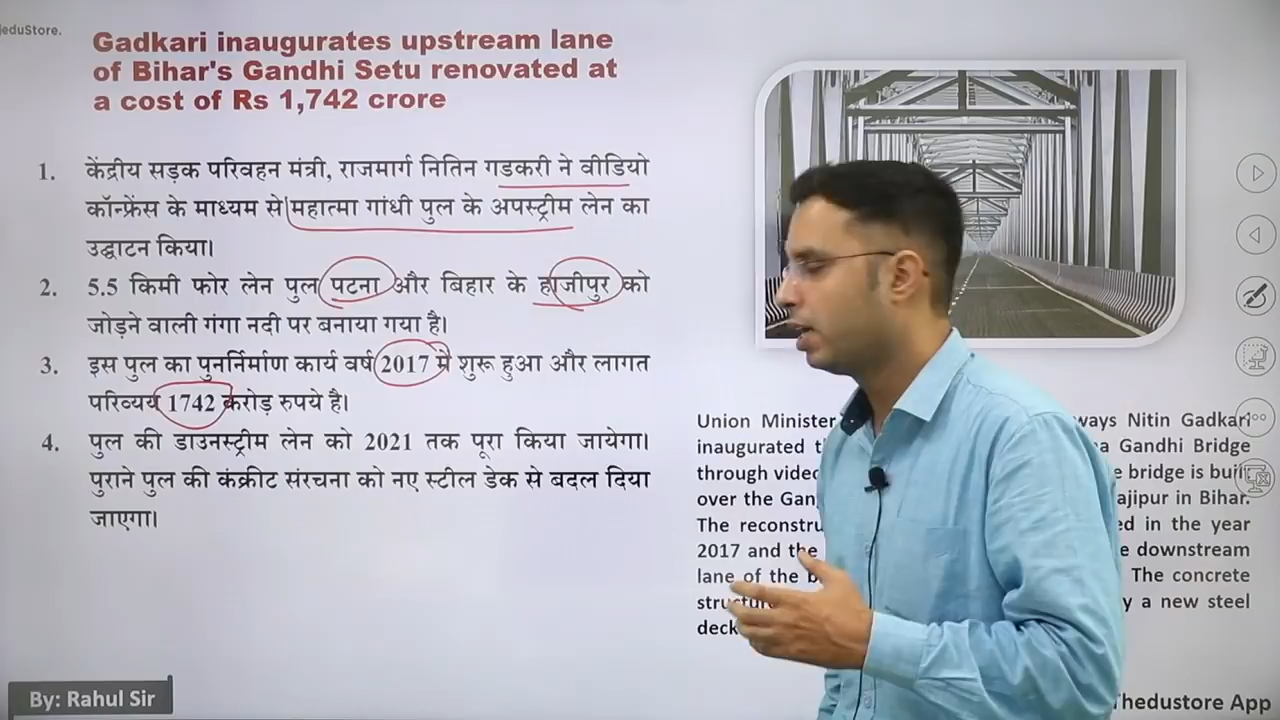 eduStore.
Gadkari inaugurates upstream lane
of Bihar's Gandhi Setu renovated at
a cost of Rs 1,742 crore
1. केंद्रीय सड़क परिवहन मंत्री, राजमार्ग नितिन गडकरी ने वीडियो
कॉन्फ्रेंस के माध्यम से महात्मा गांधी पुल के अपस्ट्रीम लेन का
उद्घाटन किया।
2. 5.5 किमी फोर लेन पुल पटना और बिहार के हाजीपुर को
जोड़ने वाली गंगा नदी पर बनाया गया है।
3. इस पुल का पुनर्निर्माण कार्य वर्ष 2017 में शुरू हुआ और लागत
परिव्यय 1742 करोड़ रुपये है।
4. पुल की डाउनस्ट्रीम लेन को 2021 तक पूरा किया जायेगा।
पुराने पुल की कंक्रीट संरचना को नए स्टील डेक से बदल दिया
जाएगा।
Union Minister ways Nitin Gadkari
inaugurated a Gandhi Bridge
through e bridge is built
over the ajipur in Bihar.
The ed in the year
2017 and the e downstream
lane of the The concrete
y a new steel
deck
By: Rahul Sir
Thedustore App